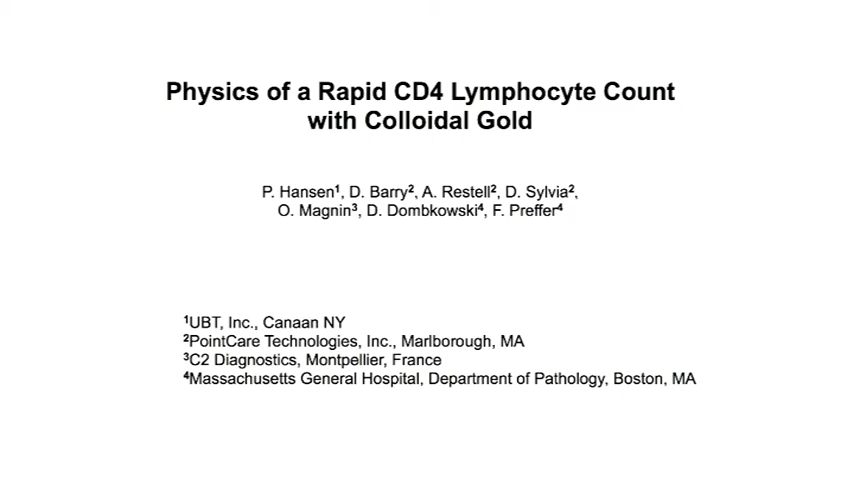 Physics of a Rapid CD4 Lymphocyte Count
with Colloidal Gold
P. Hansen¹, D. Barry², A. Restell², D. Sylvia²,
O. Magnin³, D. Dombkowski⁴, F. Preffer⁴
¹UBT, Inc., Canaan NY
²PointCare Technologies, Inc., Marlborough, MA
³C2 Diagnostics, Montpellier, France
⁴Massachusetts General Hospital, Department of Pathology, Boston, MA